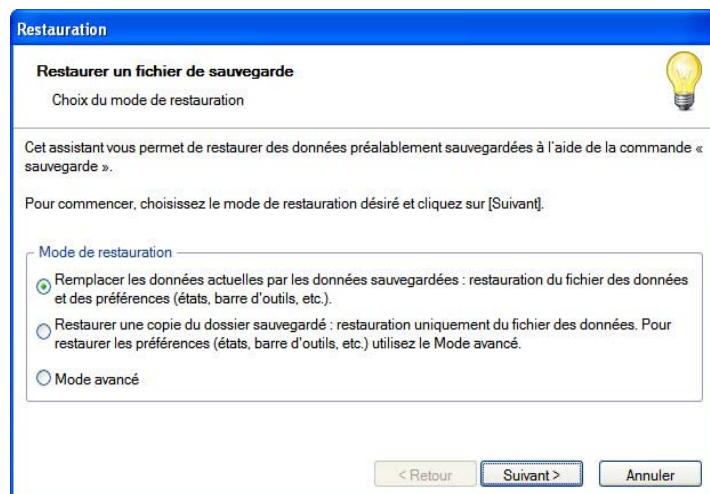 Restauration
Restaurer un fichier de sauvegarde
Choix du mode de restauration
Cet assistant vous permet de restaurer des données préalablement sauvegardées à l'aide de la commande «
sauvegarde ».
Pour commencer, choisissez le mode de restauration désiré et cliquez sur [Suivant].
Mode de restauration
Remplacer les données actuelles par les données sauvegardées : restauration du fichier des données
et des préférences (états, barre d'outils, etc.).
Restaurer une copie du dossier sauvegardé : restauration uniquement du fichier des données. Pour
restaurer les préférences (états, barre d'outils, etc.) utilisez le Mode avancé.
Mode avancé
< Retour Suivant > Annuler